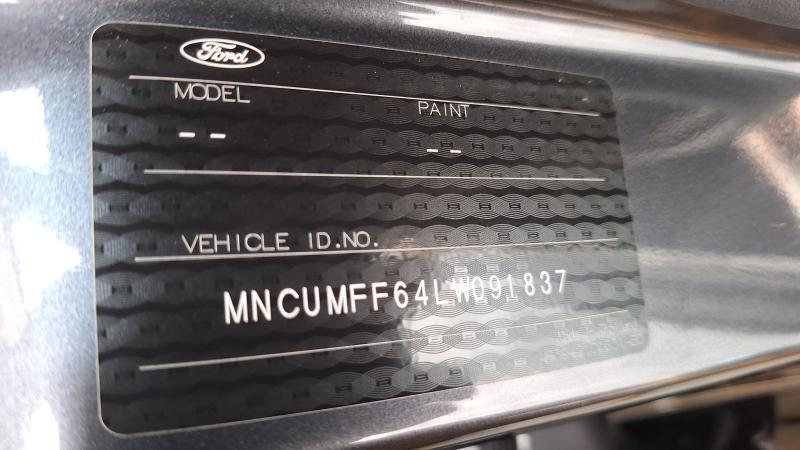 Ford
MODEL
PAINT
-- --
VEHICLE ID.NO.
MNCUMFF64LW091837